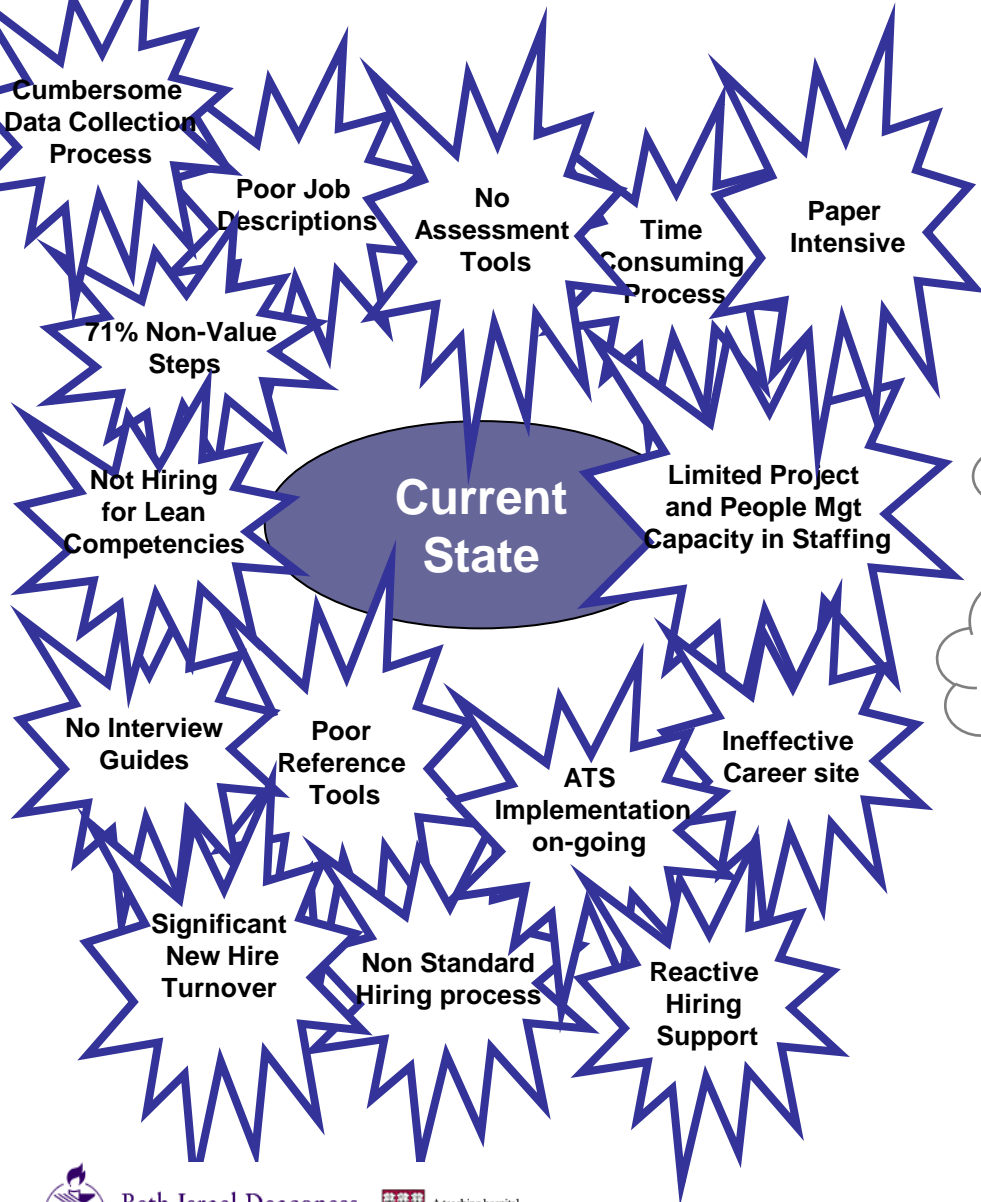 Cumbersome
Data Collection
Process
Poor Job
Descriptions
No
Assessment
Tools
Time
Consuming
Process
Paper
Intensive
71% Non-Value
Steps
Current
State
Not Hiring
for Lean
Competencies
Limited Project
and People Mgt
Capacity in Staffing
No Interview
Guides
Poor
Reference
Tools
ATS
Implementation
on-going
Ineffective
Career site
Significant
New Hire
Turnover
Non Standard
Hiring process
Reactive
Hiring
Support
Beth Israel Deaconess